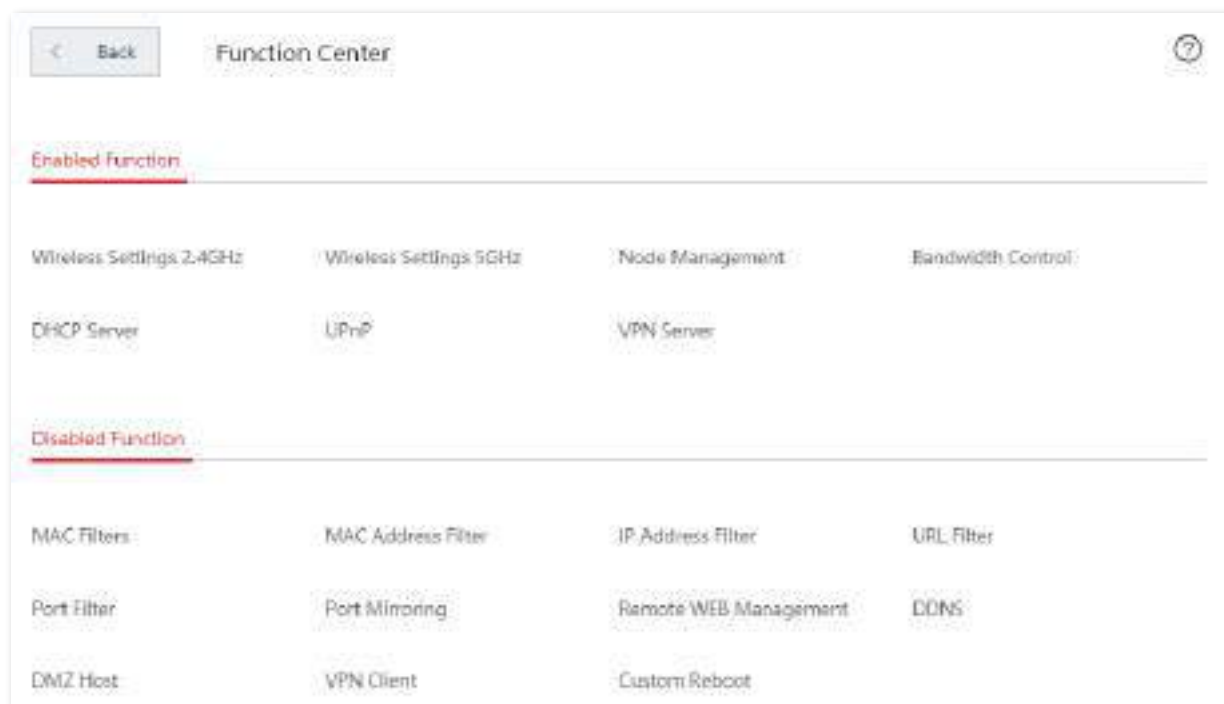 < Back Function Center ?
Enabled Function
Wireless Settings 2.4GHz Wireless Settings 5GHz Node Management Bandwidth Control
DHCP Server UPnP VPN Server
Disabled Function
MAC Filters MAC Address Filter IP Address Filter URL Filter
Port Filter Port Mirroring Remote WEB Management DDNS
DMZ Host VPN Client Custom Reboot